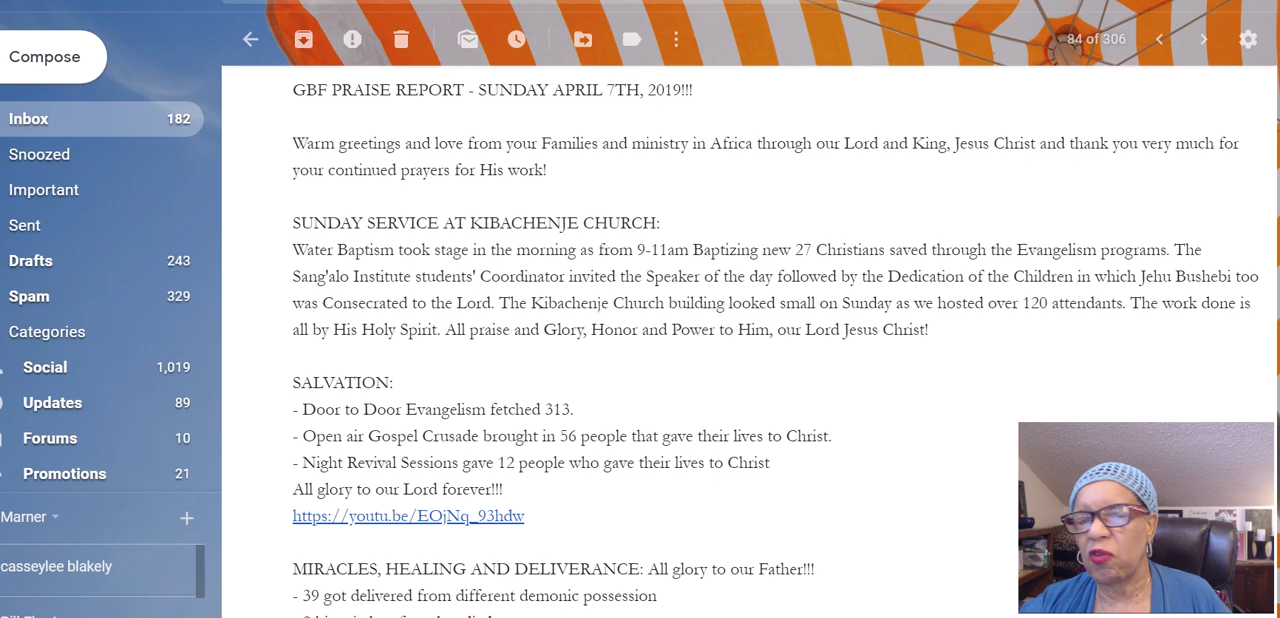 84 of 306
Compose
Inbox 182
Snoozed
Important
Sent
Drafts 243
Spam 329
Categories
Social 1,019
Updates 89
Forums 10
Promotions 21
Marner
casseylee blakely
GBF PRAISE REPORT - SUNDAY APRIL 7TH, 2019!!!
Warm greetings and love from your Families and ministry in Africa through our Lord and King, Jesus Christ and thank you very much for
your continued prayers for His work!
SUNDAY SERVICE AT KIBACHENJE CHURCH:
Water Baptism took stage in the morning as from 9-11am Baptizing new 27 Christians saved through the Evangelism programs. The
Sang'alo Institute students' Coordinator invited the Speaker of the day followed by the Dedication of the Children in which Jehu Bushebi too
was Consecrated to the Lord. The Kibachenje Church building looked small on Sunday as we hosted over 120 attendants. The work done is
all by His Holy Spirit. All praise and Glory, Honor and Power to Him, our Lord Jesus Christ!
SALVATION:
- Door to Door Evangelism fetched 313.
- Open air Gospel Crusade brought in 56 people that gave their lives to Christ.
- Night Revival Sessions gave 12 people who gave their lives to Christ
All glory to our Lord forever!!!
https://youtu.be/EOjNq_93hdw
MIRACLES, HEALING AND DELIVERANCE: All glory to our Father!!!
- 39 got delivered from different demonic possession